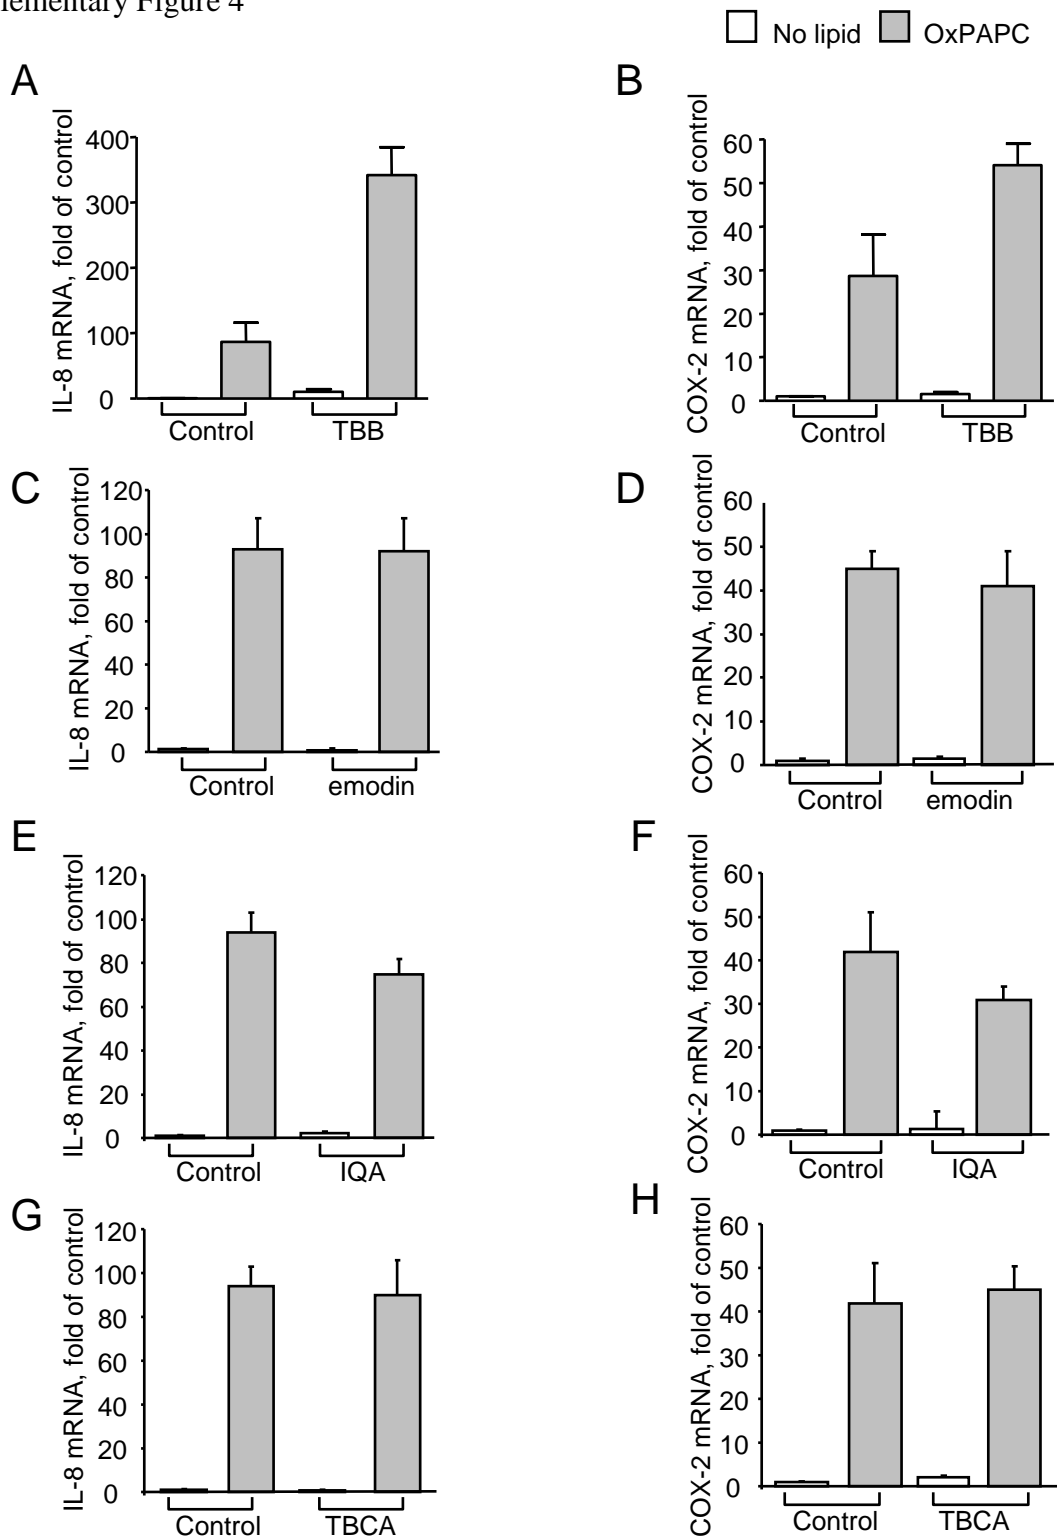 lementary Figure 4
No lipid OxPAPC
A
IL-8 mRNA, fold of control
400
300
200
100
0
Control TBB
B
COX-2 mRNA, fold of control
60
50
40
30
20
10
0
Control TBB
C
IL-8 mRNA, fold of control
120
100
80
60
40
20
0
Control emodin
D
COX-2 mRNA, fold of control
60
50
40
30
20
10
0
Control emodin
E
IL-8 mRNA, fold of control
120
100
80
60
40
20
0
Control IQA
F
COX-2 mRNA, fold of control
60
50
40
30
20
10
0
Control IQA
G
IL-8 mRNA, fold of control
120
100
80
60
40
20
0
Control TBCA
H
COX-2 mRNA, fold of control
60
50
40
30
20
10
0
Control TBCA